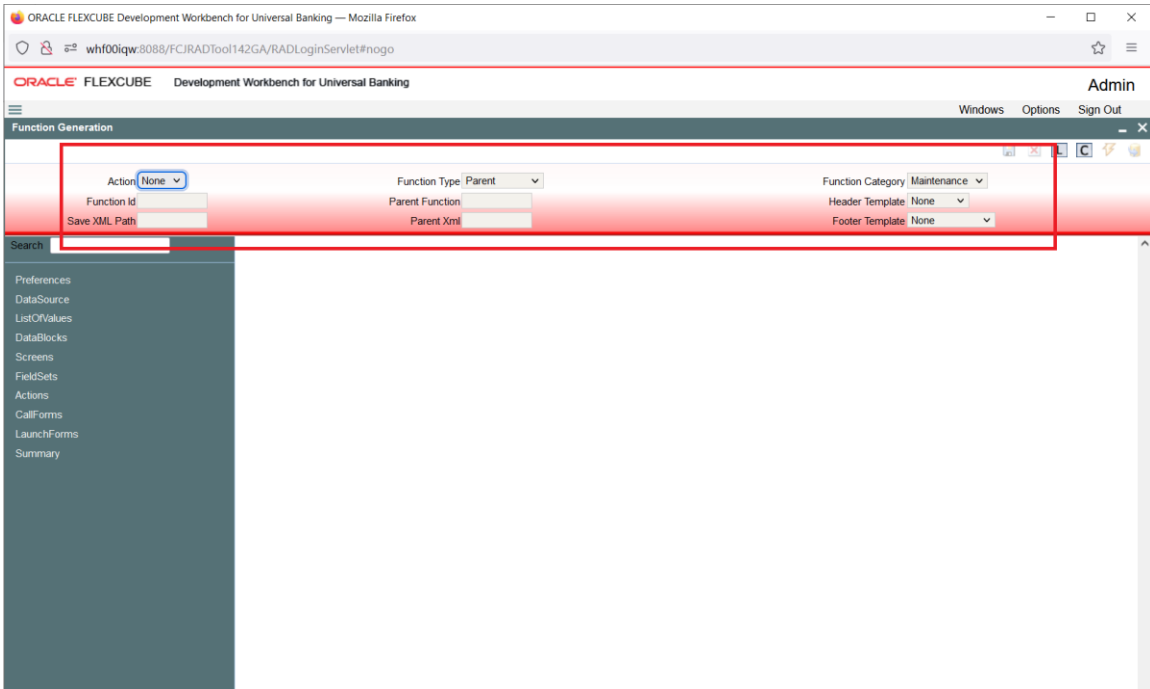 ORACLE FLEXCUBE Development Workbench for Universal Banking — Mozilla Firefox
whf00iqw:8088/FCJRADTool142GA/RADLoginServlet#nogo
ORACLE FLEXCUBE Development Workbench for Universal Banking Admin
Windows Options Sign Out
Function Generation
L C
Action None Function Type Parent Function Category Maintenance
Function Id Parent Function Header Template None
Save XML Path Parent Xml Footer Template None
Search
Preferences
DataSource
ListOfValues
DataBlocks
Screens
FieldSets
Actions
CallForms
LaunchForms
Summary